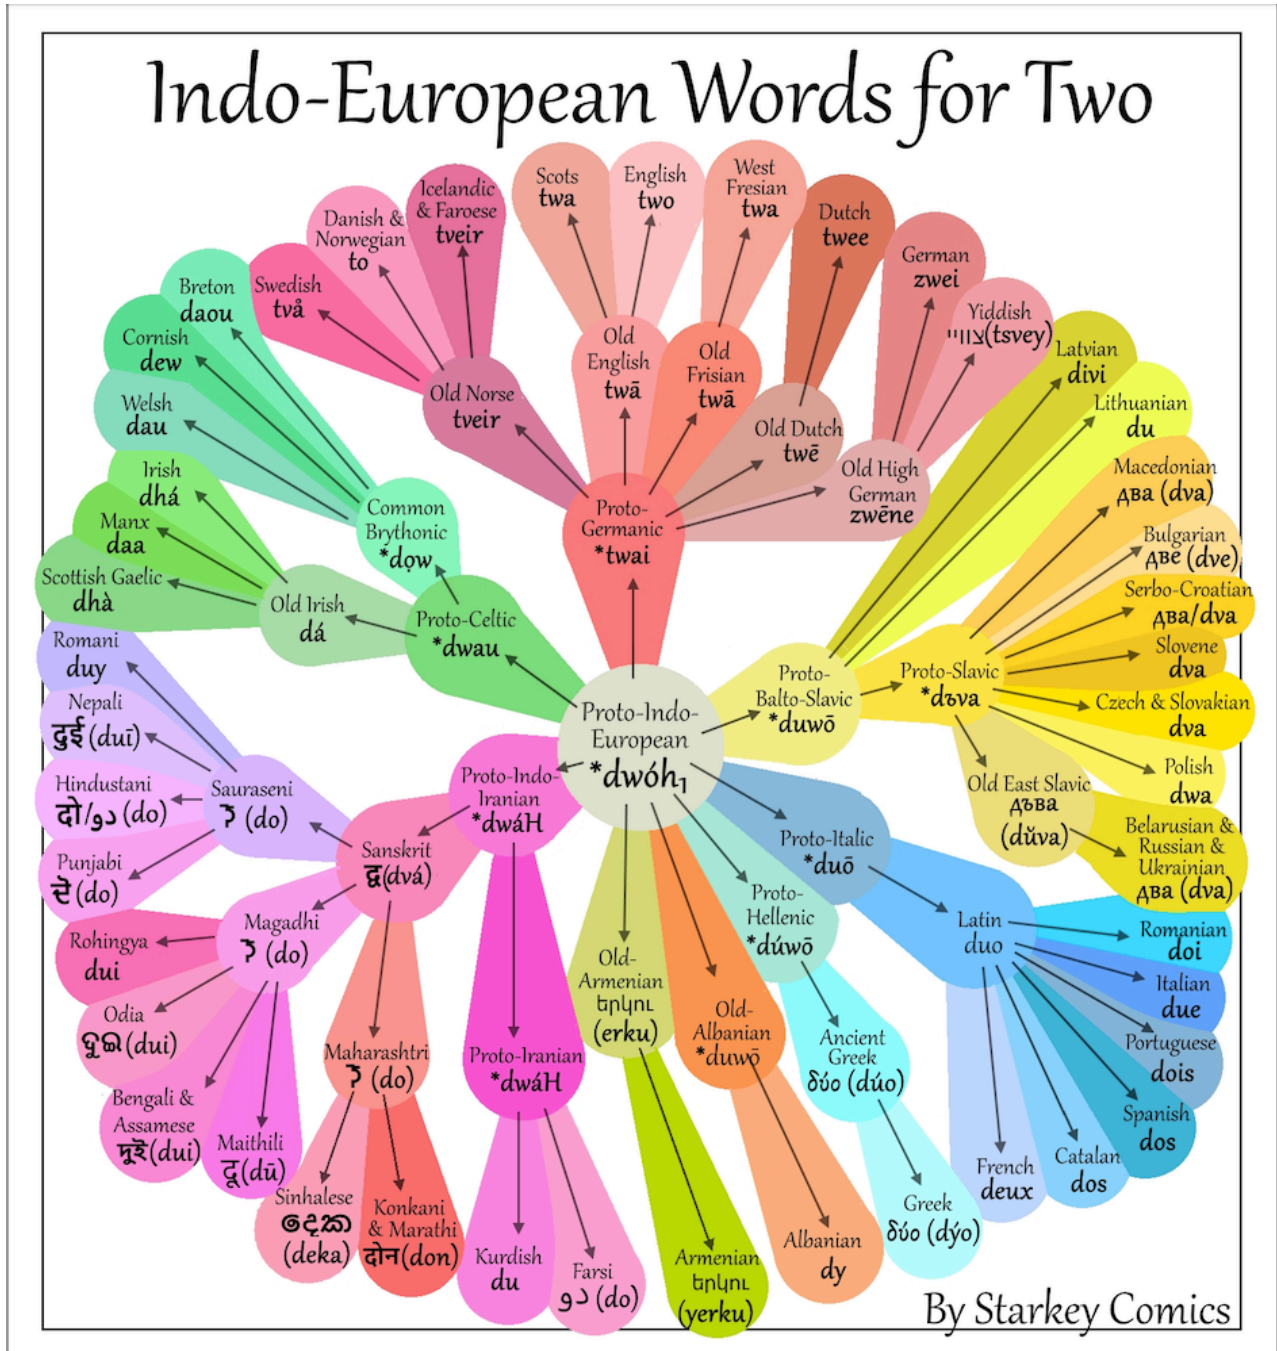 Indo-European Words for Two
Scots
twa
English
two
West
Fresian
twa
Dutch
twee
German
zwei
Yiddish
צוויי(tsvey)
Icelandic
& Faroese
tveir
Danish &
Norwegian
to
Swedish
två
Old Norse
tveir
Old
English
twā
Old
Frisian
twā
Old Dutch
twē
Old High
German
zwēne
Proto-
Germanic
*twai
Breton
daou
Cornish
dew
Welsh
dau
Common
Brythonic
*dọw
Irish
dhá
Manx
daa
Scottish Gaelic
dhà
Old Irish
dá
Proto-Celtic
*dwau
Latvian
divi
Lithuanian
du
Macedonian
два (dva)
Bulgarian
две (dve)
Serbo-Croatian
два/dva
Slovene
dva
Czech & Slovakian
dva
Polish
dwa
Belarusian &
Russian &
Ukrainian
два (dva)
Old East Slavic
дъва
(dŭva)
Proto-Slavic
*dъva
Proto-
Balto-Slavic
*duwō
Proto-Indo-
European
*dwóh₁
Proto-Indo-
Iranian
*dwáH
Romani
duy
Nepali
दुई (duī)
Hindustani
दो/دو (do)
Punjabi
ਦੋ (do)
Sauraseni
(do)
Sanskrit
द्व(dvá)
Magadhi
(do)
Rohingya
dui
Odia
ଦୁଇ (dui)
Bengali &
Assamese
দুই(dui)
Maithili
दू(dū)
Maharashtri
(do)
Sinhalese
දෙක
(deka)
Konkani
& Marathi
दोन(don)
Proto-Iranian
*dwáH
Kurdish
du
Farsi
دو (do)
Old-
Armenian
երկու
(erku)
Armenian
երկու
(yerku)
Old-
Albanian
*duwō
Albanian
dy
Proto-
Hellenic
*dúwō
Ancient
Greek
δύο (dúo)
Greek
δύο (dýo)
Proto-Italic
*duō
Latin
duo
Romanian
doi
Italian
due
Portuguese
dois
Spanish
dos
Catalan
dos
French
deux
By Starkey Comics